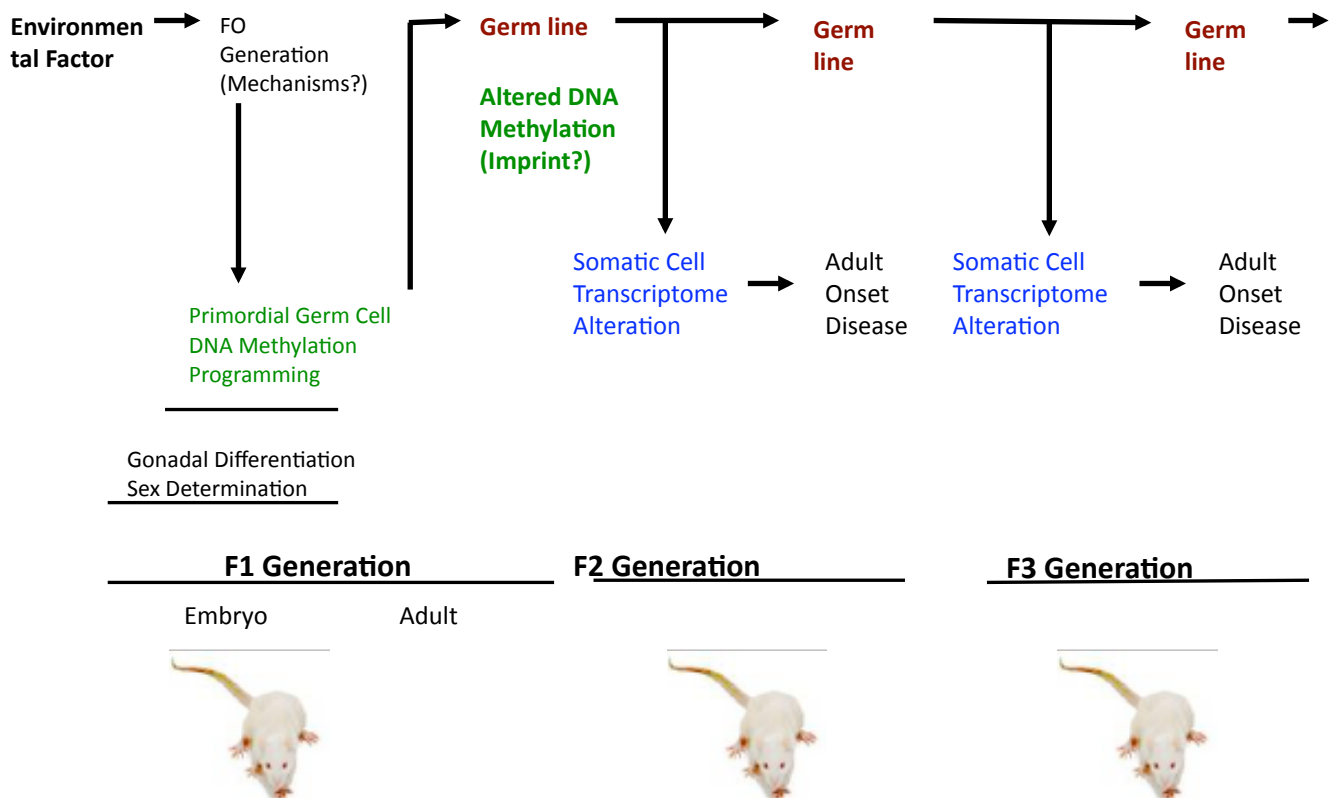 Environmen
tal Factor
FO
Generation
(Mechanisms?)
Germ line
Germ
line
Germ
line
Altered DNA
Methylation
(Imprint?)
Somatic Cell
Transcriptome
Alteration
Adult
Onset
Disease
Somatic Cell
Transcriptome
Alteration
Adult
Onset
Disease
Primordial Germ Cell
DNA Methylation
Programming
Gonadal Differentiation
Sex Determination
F1 Generation
F2 Generation
F3 Generation
Embryo
Adult